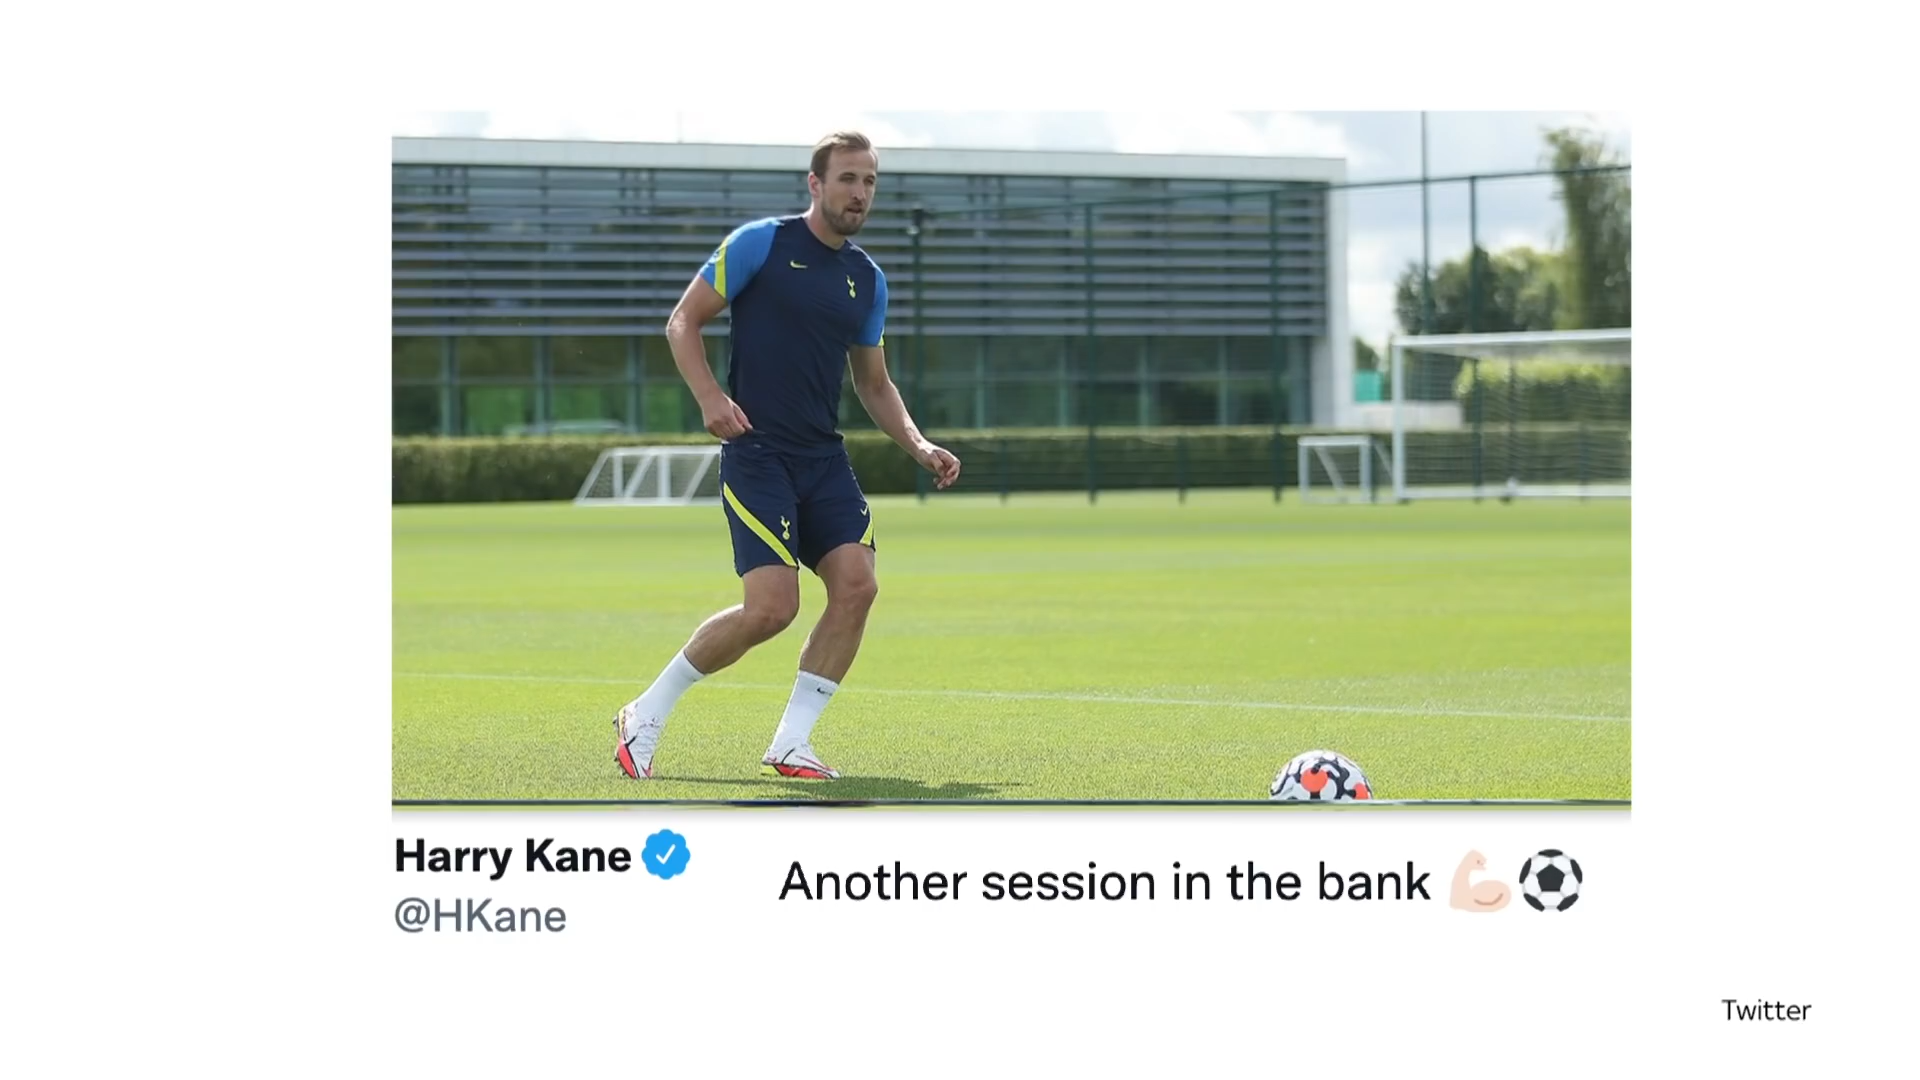 Harry Kane
@HKane
Another session in the bank 💪🏻⚽
Twitter